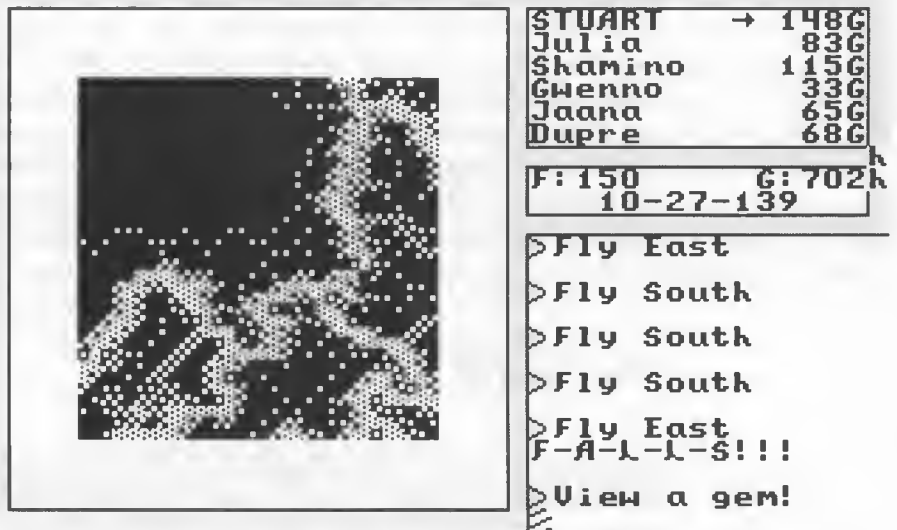 STUART → 148G
Julia 83G
Shamino 115G
Gwenno 33G
Jaana 65G
Dupre 68G
h
F:150 G:702h
10-27-139
Fly East
Fly South
Fly South
Fly South
Fly East
F-A-L-L-S!!!
View a gem!